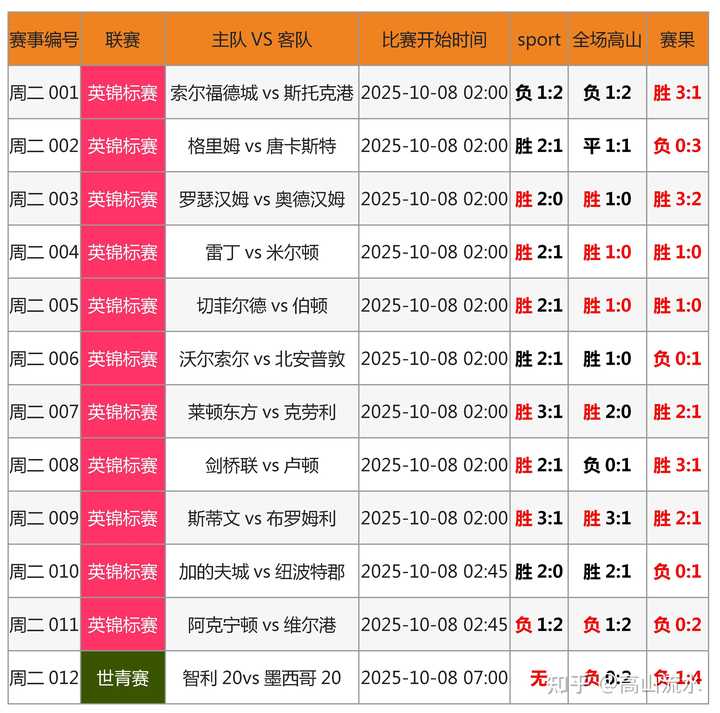 赛事编号 联赛 主队 VS 客队 比赛开始时间 sport 全场高山 赛果
周二 001 英锦标赛 索尔福德城 vs 斯托克港 2025-10-08 02:00 负 1:2 负 1:2 胜 3:1
周二 002 英锦标赛 格里姆 vs 唐卡斯特 2025-10-08 02:00 胜 2:1 平 1:1 负 0:3
周二 003 英锦标赛 罗瑟汉姆 vs 奥德汉姆 2025-10-08 02:00 胜 2:0 胜 1:0 胜 3:2
周二 004 英锦标赛 雷丁 vs 米尔顿 2025-10-08 02:00 胜 2:1 胜 1:0 胜 1:0
周二 005 英锦标赛 切菲尔德 vs 伯顿 2025-10-08 02:00 胜 2:1 胜 1:0 胜 1:0
周二 006 英锦标赛 沃尔索尔 vs 北安普敦 2025-10-08 02:00 胜 2:1 胜 1:0 负 0:1
周二 007 英锦标赛 莱顿东方 vs 克劳利 2025-10-08 02:00 胜 3:1 胜 2:0 胜 2:1
周二 008 英锦标赛 剑桥联 vs 卢顿 2025-10-08 02:00 胜 2:1 负 0:1 胜 3:1
周二 009 英锦标赛 斯蒂文 vs 布罗姆利 2025-10-08 02:00 胜 3:1 胜 3:1 胜 2:1
周二 010 英锦标赛 加的夫城 vs 纽波特郡 2025-10-08 02:45 胜 2:0 胜 2:1 负 0:1
周二 011 英锦标赛 阿克宁顿 vs 维尔港 2025-10-08 02:45 负 1:2 负 1:2 负 0:2
周二 012 世青赛 智利 20vs 墨西哥 20 2025-10-08 07:00 无 负 0:2 负 1:4
知乎 @高山流水